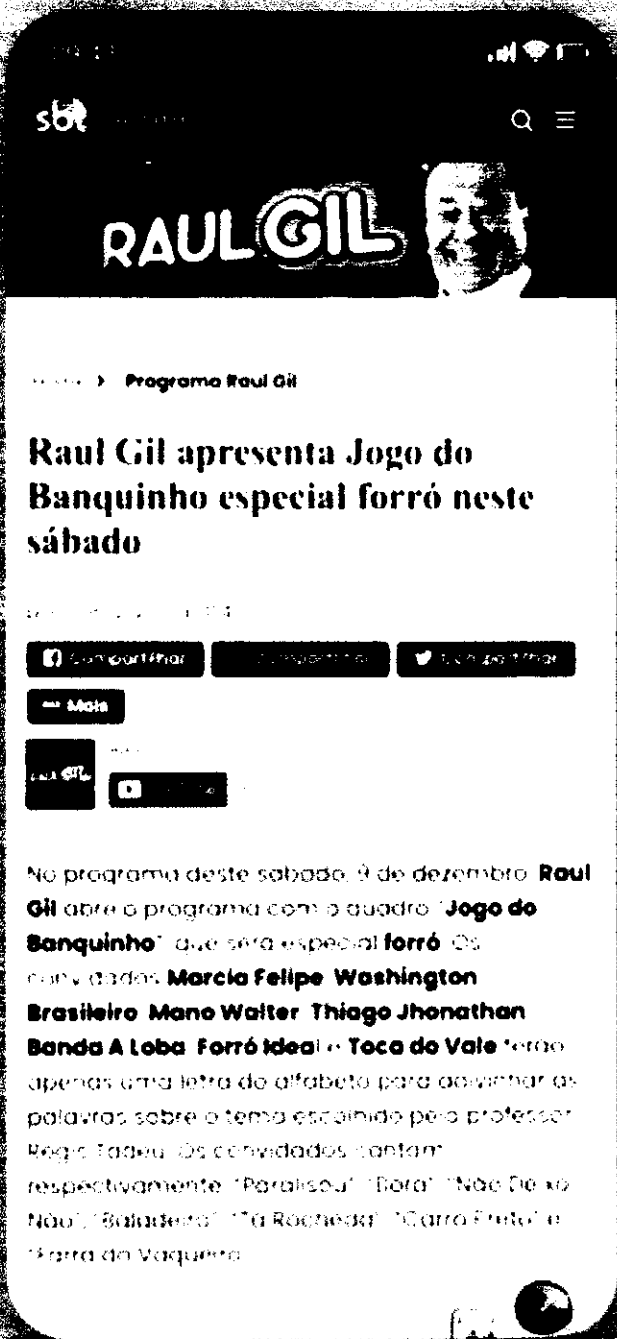 sbt
RAUL GIL
Programa Raul Gil
Raul Gil apresenta Jogo do
Banquinho especial forró neste
sábado
Compartilhar
Compartilhar
Compartilhar
Mais
No programa deste sábado, 9 de dezembro, Raul
Gil abre o programa com o quadro "Jogo do
Banquinho" que será especial forró. Os
convidados Marcia Felipe, Washington
Brasileiro, Mano Walter, Thiago Jhonathan,
Banda A Loba, Forró Ideal e Toca do Vale terão
apenas uma letra do alfabeto para adivinhar as
palavras sobre o tema escolhido pelo professor
Régis Tadeu. Os convidados cantam
respectivamente "Paralisou", "Bora", "Não Deixo
Não", "Baladeira", "Tá Rocheda", "Carro Preto" e
"Farra do Vaqueiro